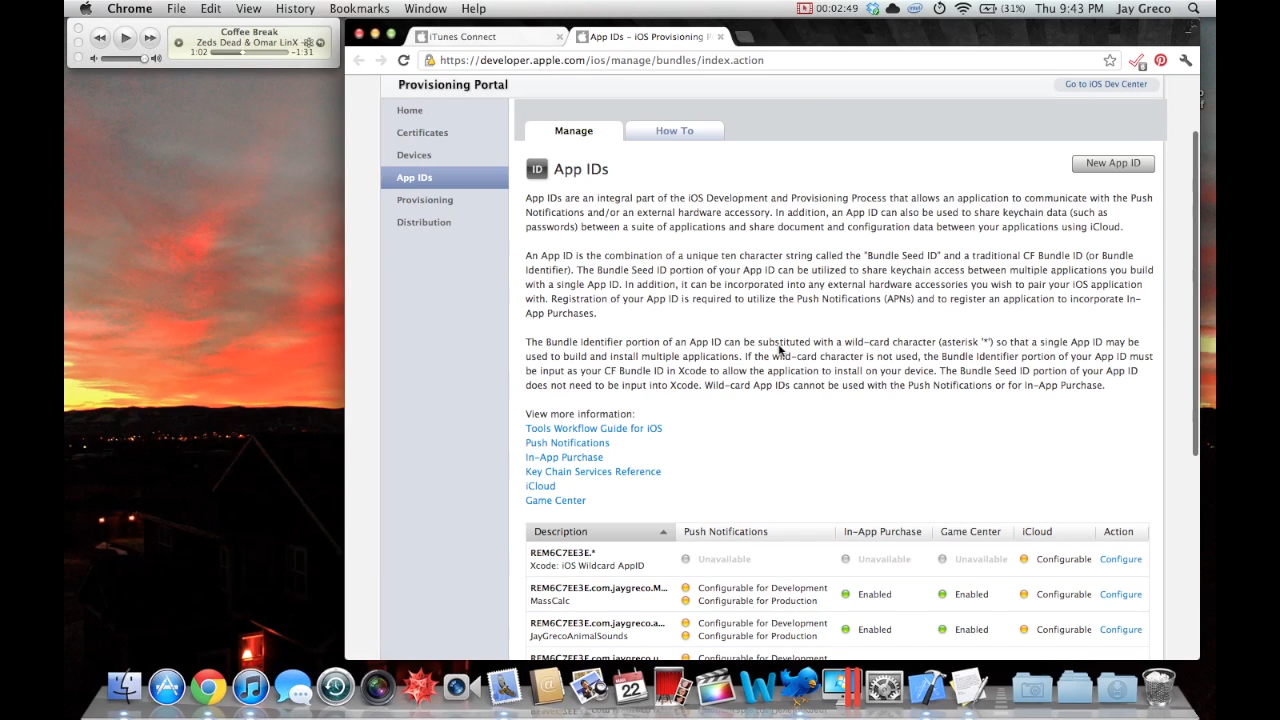 Chrome File Edit View History Bookmarks Window Help 00:02:49 (31%) Thu 9:43 PM Jay Greco
Coffee Break
Zeds Dead & Omar LinX
1:02 -1:31
iTunes Connect
App IDs – iOS Provisioning P
https://developer.apple.com/ios/manage/bundles/index.action
Provisioning Portal
Go to iOS Dev Center
Home
Certificates
Devices
App IDs
Provisioning
Distribution
Manage
How To
ID App IDs
New App ID
App IDs are an integral part of the iOS Development and Provisioning Process that allows an application to communicate with the Push
Notifications and/or an external hardware accessory. In addition, an App ID can also be used to share keychain data (such as
passwords) between a suite of applications and share document and configuration data between your applications using iCloud.
An App ID is the combination of a unique ten character string called the "Bundle Seed ID" and a traditional CF Bundle ID (or Bundle
Identifier). The Bundle Seed ID portion of your App ID can be utilized to share keychain access between multiple applications you build
with a single App ID. In addition, it can be incorporated into any external hardware accessories you wish to pair your iOS application
with. Registration of your App ID is required to utilize the Push Notifications (APNs) and to register an application to incorporate In-
App Purchases.
The Bundle Identifier portion of an App ID can be substituted with a wild-card character (asterisk '*') so that a single App ID may be
used to build and install multiple applications. If the wild-card character is not used, the Bundle Identifier portion of your App ID must
be input as your CF Bundle ID in Xcode to allow the application to install on your device. The Bundle Seed ID portion of your App ID
does not need to be input into Xcode. Wild-card App IDs cannot be used with the Push Notifications or for In-App Purchase.
View more information:
Tools Workflow Guide for iOS
Push Notifications
In-App Purchase
Key Chain Services Reference
iCloud
Game Center
Description Push Notifications In-App Purchase Game Center iCloud Action
REM6C7EE3E.*
Xcode: iOS Wildcard AppID
Unavailable Unavailable Unavailable Configurable Configure
REM6C7EE3E.com.jaygreco.M...
MassCalc
Configurable for Development
Configurable for Production
Enabled Enabled Configurable Configure
REM6C7EE3E.com.jaygreco.a...
JayGrecoAnimalSounds
Configurable for Development
Configurable for Production
Enabled Enabled Configurable Configure
MAR
22